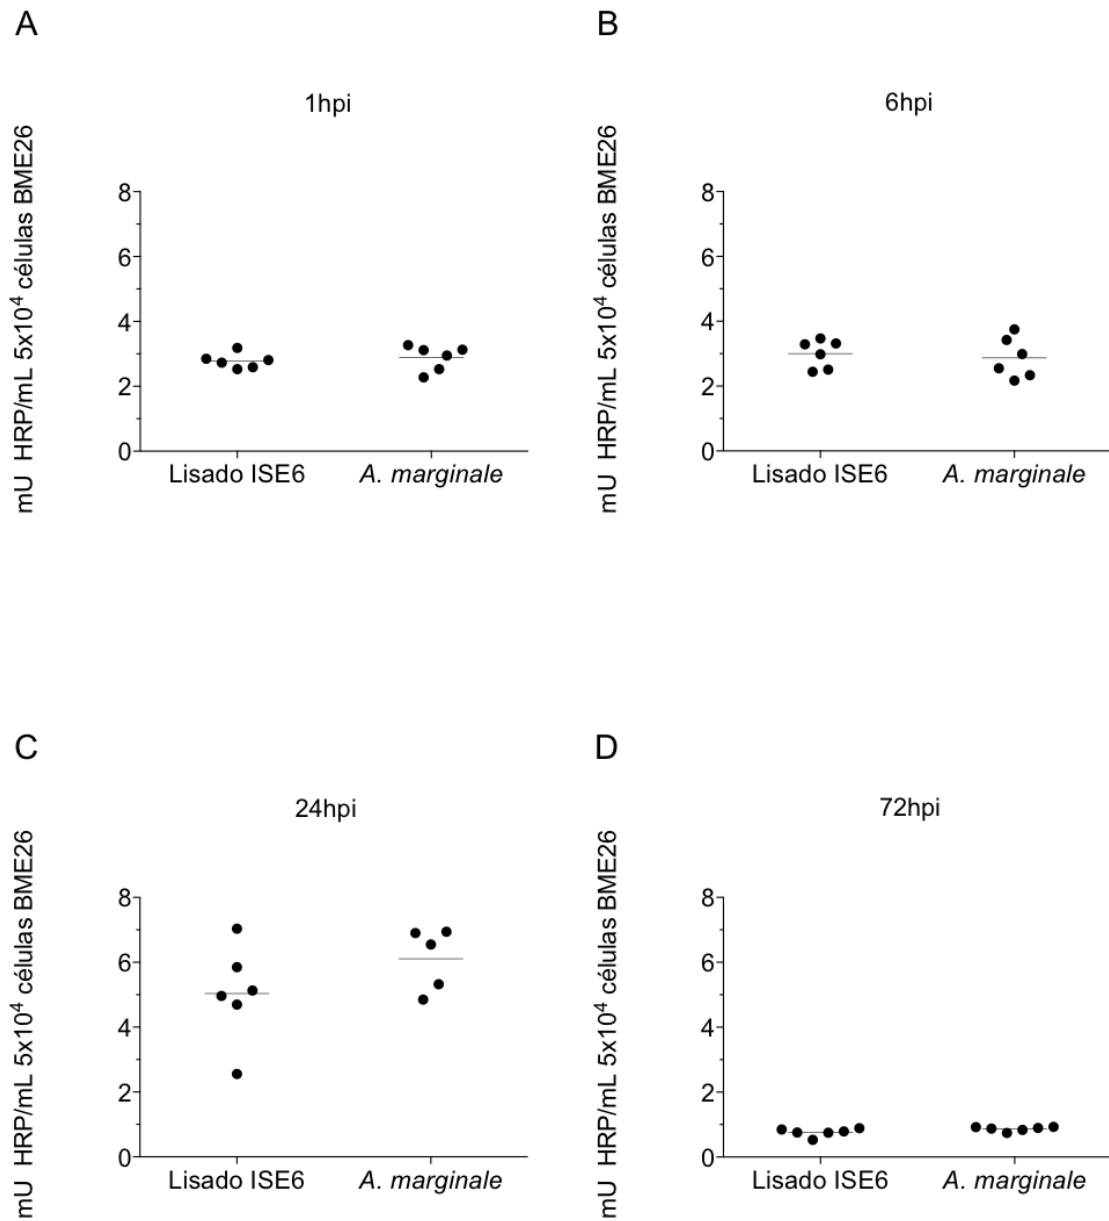 A
1hpi
mU HRP/mL 5x10⁴ células BME26
8
6
4
2
0
Lisado ISE6
A. marginale
B
6hpi
mU HRP/mL 5x10⁴ células BME26
8
6
4
2
0
Lisado ISE6
A. marginale
C
24hpi
mU HRP/mL 5x10⁴ células BME26
8
6
4
2
0
Lisado ISE6
A. marginale
D
72hpi
mU HRP/mL 5x10⁴ células BME26
8
6
4
2
0
Lisado ISE6
A. marginale